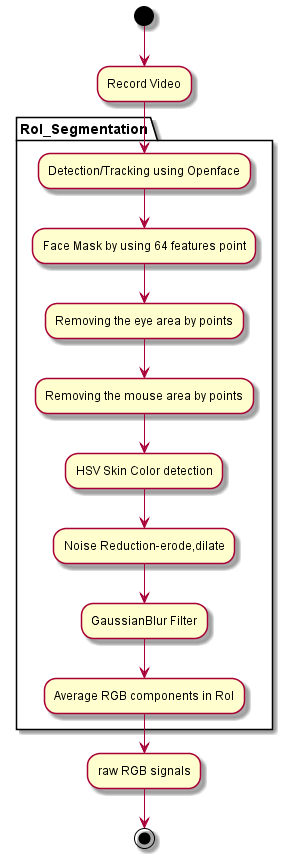 Record Video
RoI_Segmentation
Detection/Tracking using Openface
Face Mask by using 64 features point
Removing the eye area by points
Removing the mouse area by points
HSV Skin Color detection
Noise Reduction-erode,dilate
GaussianBlur Filter
Average RGB components in RoI
raw RGB signals